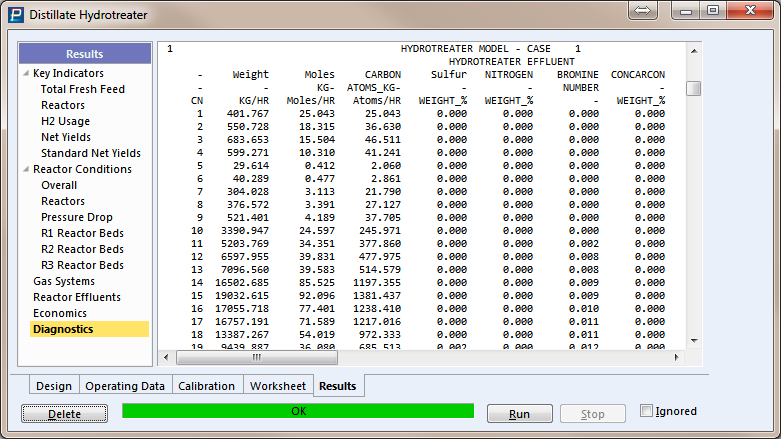 Distillate Hydrotreater
Results
Key Indicators
Total Fresh Feed
Reactors
H2 Usage
Net Yields
Standard Net Yields
Reactor Conditions
Overall
Reactors
Pressure Drop
R1 Reactor Beds
R2 Reactor Beds
R3 Reactor Beds
Gas Systems
Reactor Effluents
Economics
Diagnostics
1 HYDROTREATER MODEL - CASE 1
HYDROTREATER EFFLUENT
- Weight Moles CARBON Sulfur NITROGEN BROMINE CONCARCON
- - KG- ATOMS_KG- - - NUMBER -
CN KG/HR Moles/HR Atoms/HR WEIGHT_% WEIGHT_% - WEIGHT_%
1 401.767 25.043 25.043 0.000 0.000 0.000 0.000
2 550.728 18.315 36.630 0.000 0.000 0.000 0.000
3 683.653 15.504 46.511 0.000 0.000 0.000 0.000
4 599.271 10.310 41.241 0.000 0.000 0.000 0.000
5 29.614 0.412 2.060 0.000 0.000 0.000 0.000
6 40.289 0.477 2.861 0.000 0.000 0.000 0.000
7 304.028 3.113 21.790 0.000 0.000 0.000 0.000
8 376.572 3.391 27.127 0.000 0.000 0.000 0.000
9 521.401 4.189 37.705 0.000 0.000 0.000 0.000
10 3390.947 24.597 245.971 0.000 0.000 0.000 0.000
11 5203.769 34.351 377.860 0.000 0.000 0.002 0.000
12 6597.955 39.831 477.975 0.000 0.000 0.008 0.000
13 7096.560 39.583 514.579 0.000 0.000 0.008 0.000
14 16502.685 85.525 1197.355 0.000 0.000 0.009 0.000
15 19032.615 92.096 1381.437 0.000 0.000 0.009 0.000
16 17055.718 77.401 1238.410 0.000 0.000 0.010 0.000
17 16757.191 71.589 1217.016 0.000 0.000 0.011 0.000
18 13387.267 54.019 972.333 0.000 0.000 0.011 0.000
19 9439.887 36.080 685.513 0.002 0.000 0.012 0.000
Design Operating Data Calibration Worksheet Results
Delete OK Run Stop Ignored